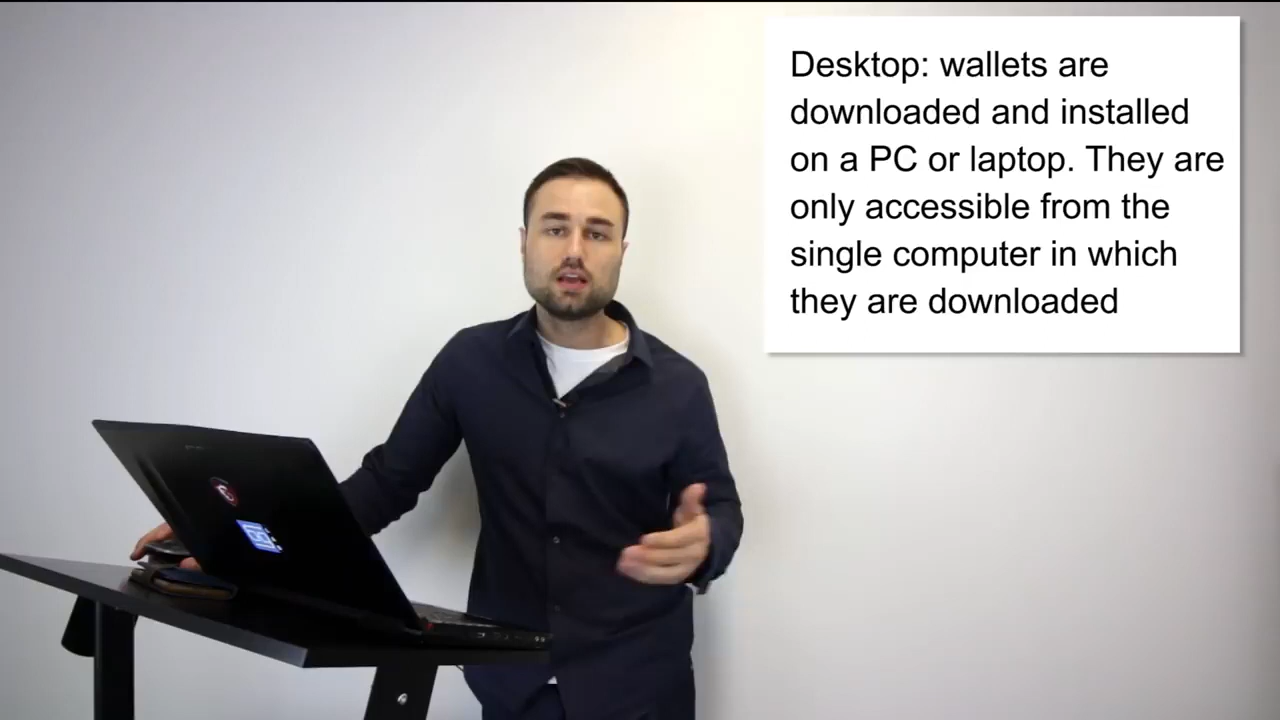 Desktop: wallets are
downloaded and installed
on a PC or laptop. They are
only accessible from the
single computer in which
they are downloaded